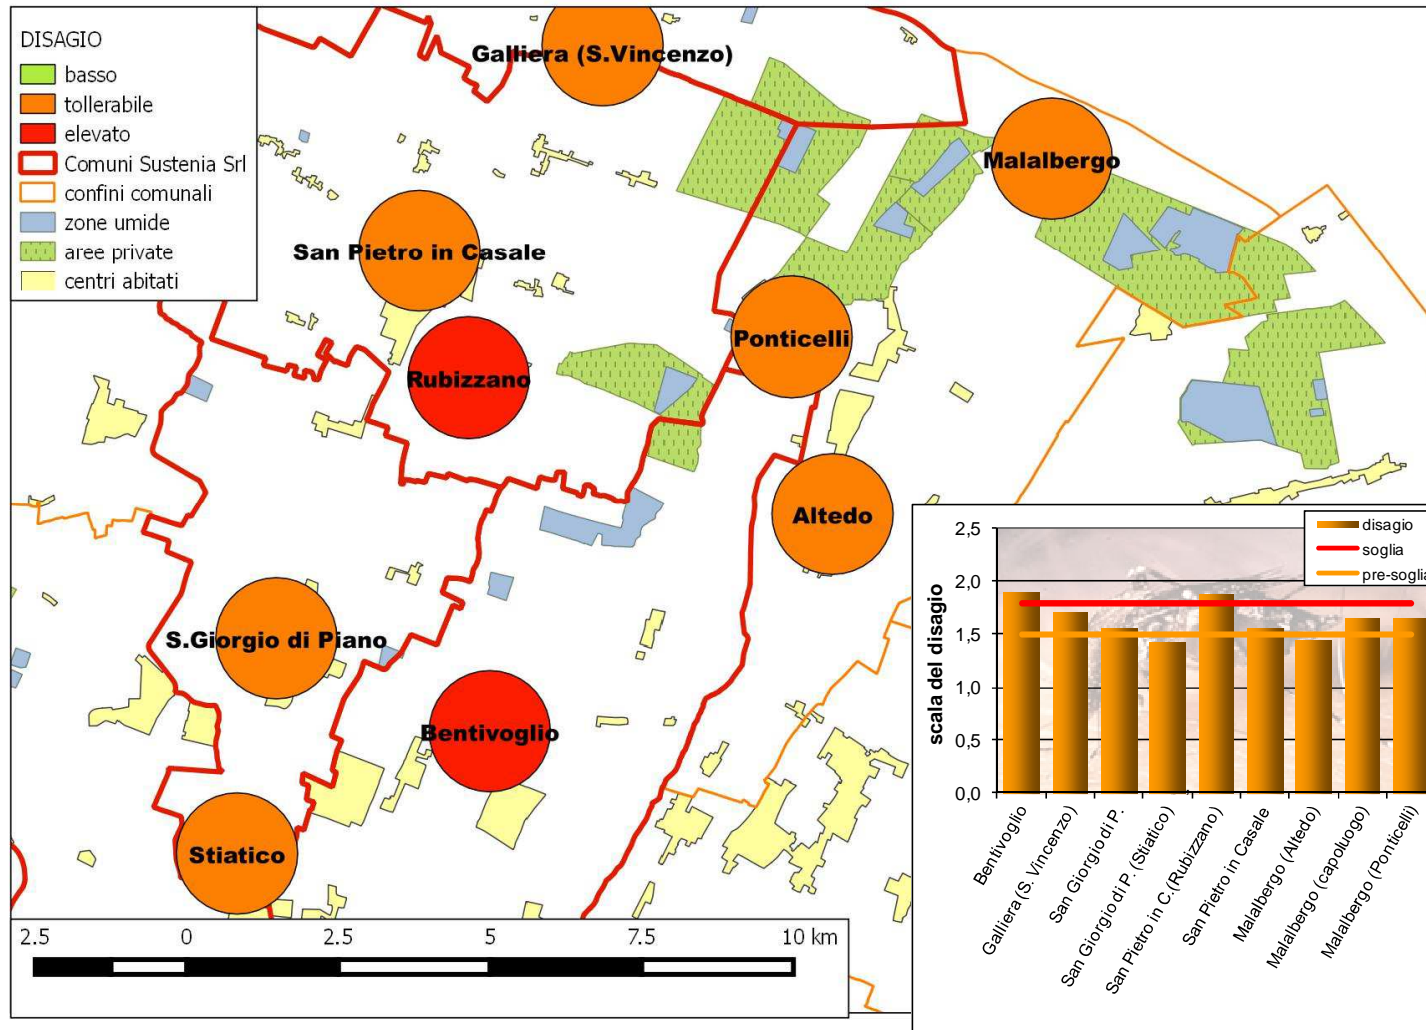 DISAGIO
basso
tollerabile
elevato
Comuni Sustenia Srl
confini comunali
zone umide
aree private
centri abitati
Galliera (S.Vincenzo)
Malalbergo
San Pietro in Casale
Ponticelli
Rubizzano
Altedo
S.Giorgio di Piano
Bentivoglio
Stiatico
2.5 0 2.5 5 7.5 10 km
disagio
soglia
pre-soglia
scala del disagio
2,5
2,0
1,5
1,0
0,5
0,0
Bentivoglio
Galliera (S. Vincenzo)
San Giorgio di P.
San Giorgio di P. (Stiatico)
San Pietro in C. (Rubizzano)
San Pietro in Casale
Malalbergo (Altedo)
Malalbergo (capoluogo)
Malalbergo (Ponticelli)